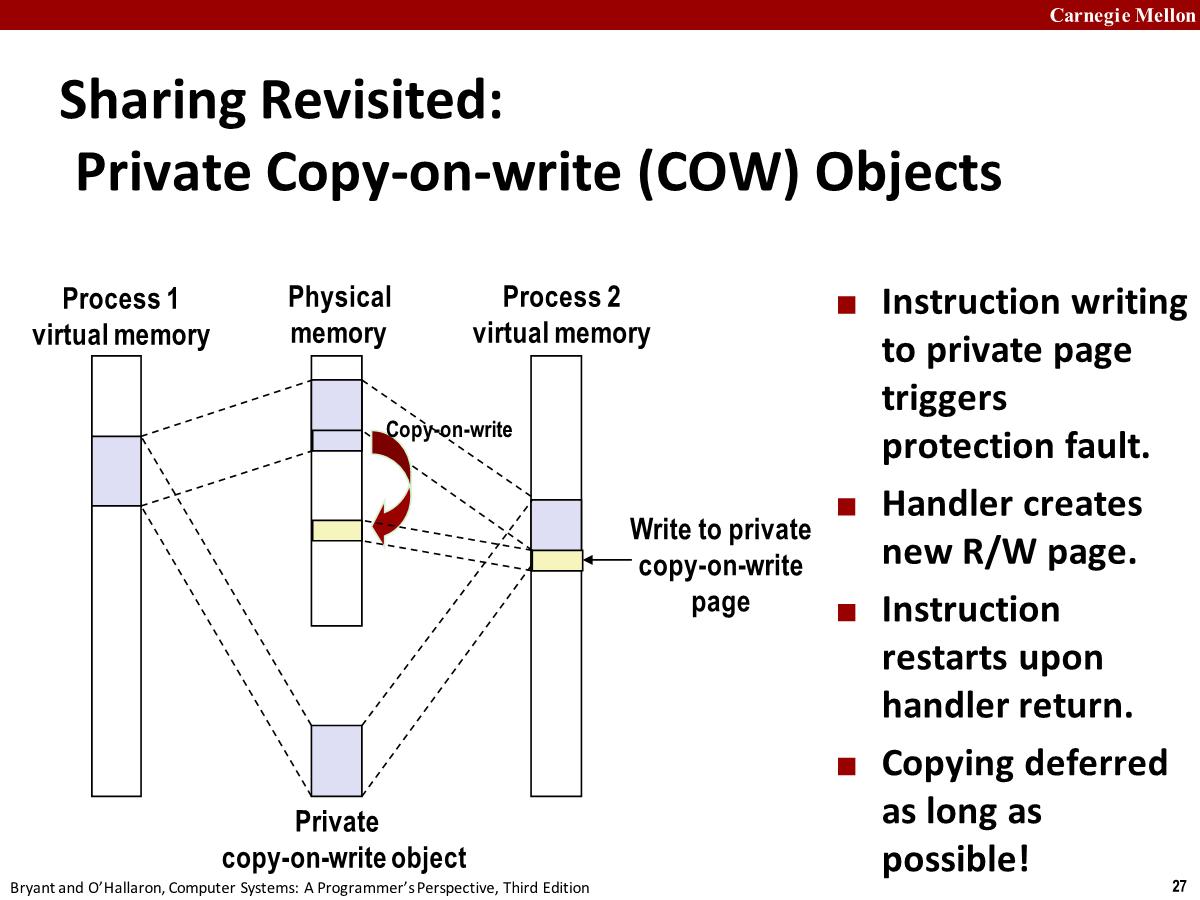 Carnegie Mellon
Sharing Revisited:
Private Copy-on-write (COW) Objects
Process 1
virtual memory
Physical
memory
Process 2
virtual memory
Copy-on-write
Write to private
copy-on-write
page
Private
copy-on-write object
■ Instruction writing
to private page
triggers
protection fault.
■ Handler creates
new R/W page.
■ Instruction
restarts upon
handler return.
■ Copying deferred
as long as
possible!
Bryant and O’Hallaron, Computer Systems: A Programmer’s Perspective, Third Edition
27